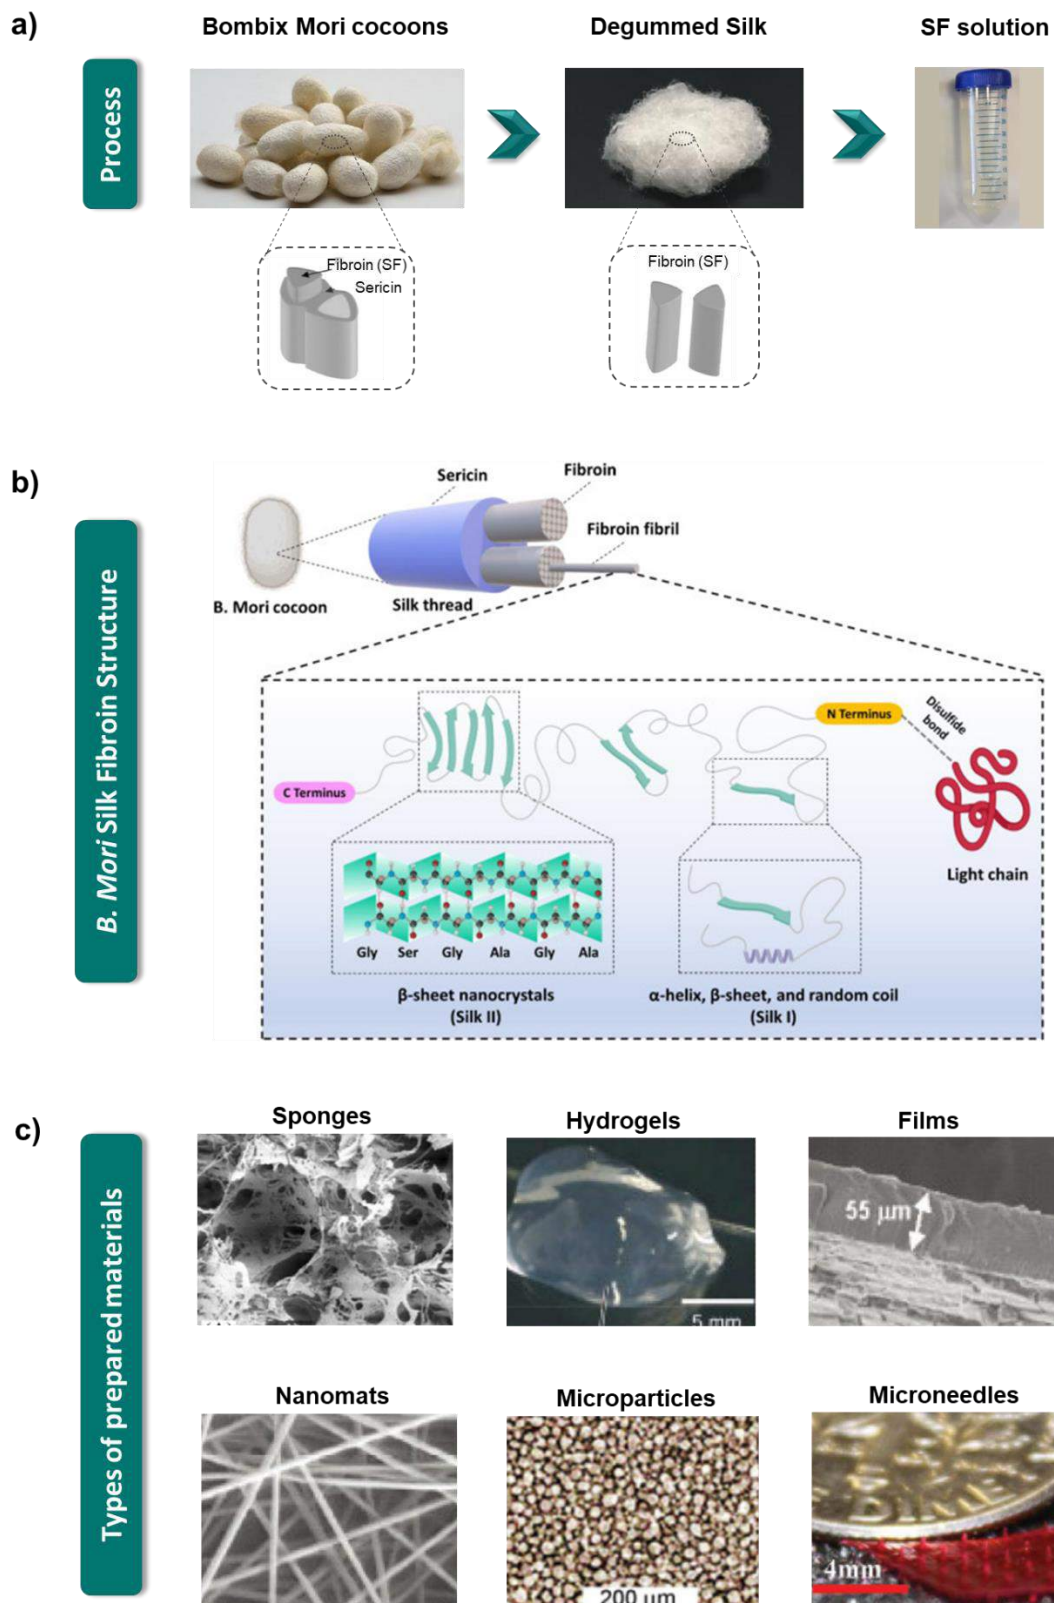 a)
Bombix Mori cocoons
Degummed Silk
SF solution
Process
Fibroin (SF)
Sericin
Fibroin (SF)
b)
B. Mori Silk Fibroin Structure
Sericin
Fibroin
Fibroin fibril
B. Mori cocoon
Silk thread
N Terminus
Disulfide
bond
C Terminus
Light chain
Gly Ser Gly Ala Gly Ala
β-sheet nanocrystals
(Silk II)
α-helix, β-sheet, and random coil
(Silk I)
c)
Types of prepared materials
Sponges
Hydrogels
Films
55 µm
5 mm
Nanomats
Microparticles
Microneedles
200 µm
DIME
4mm